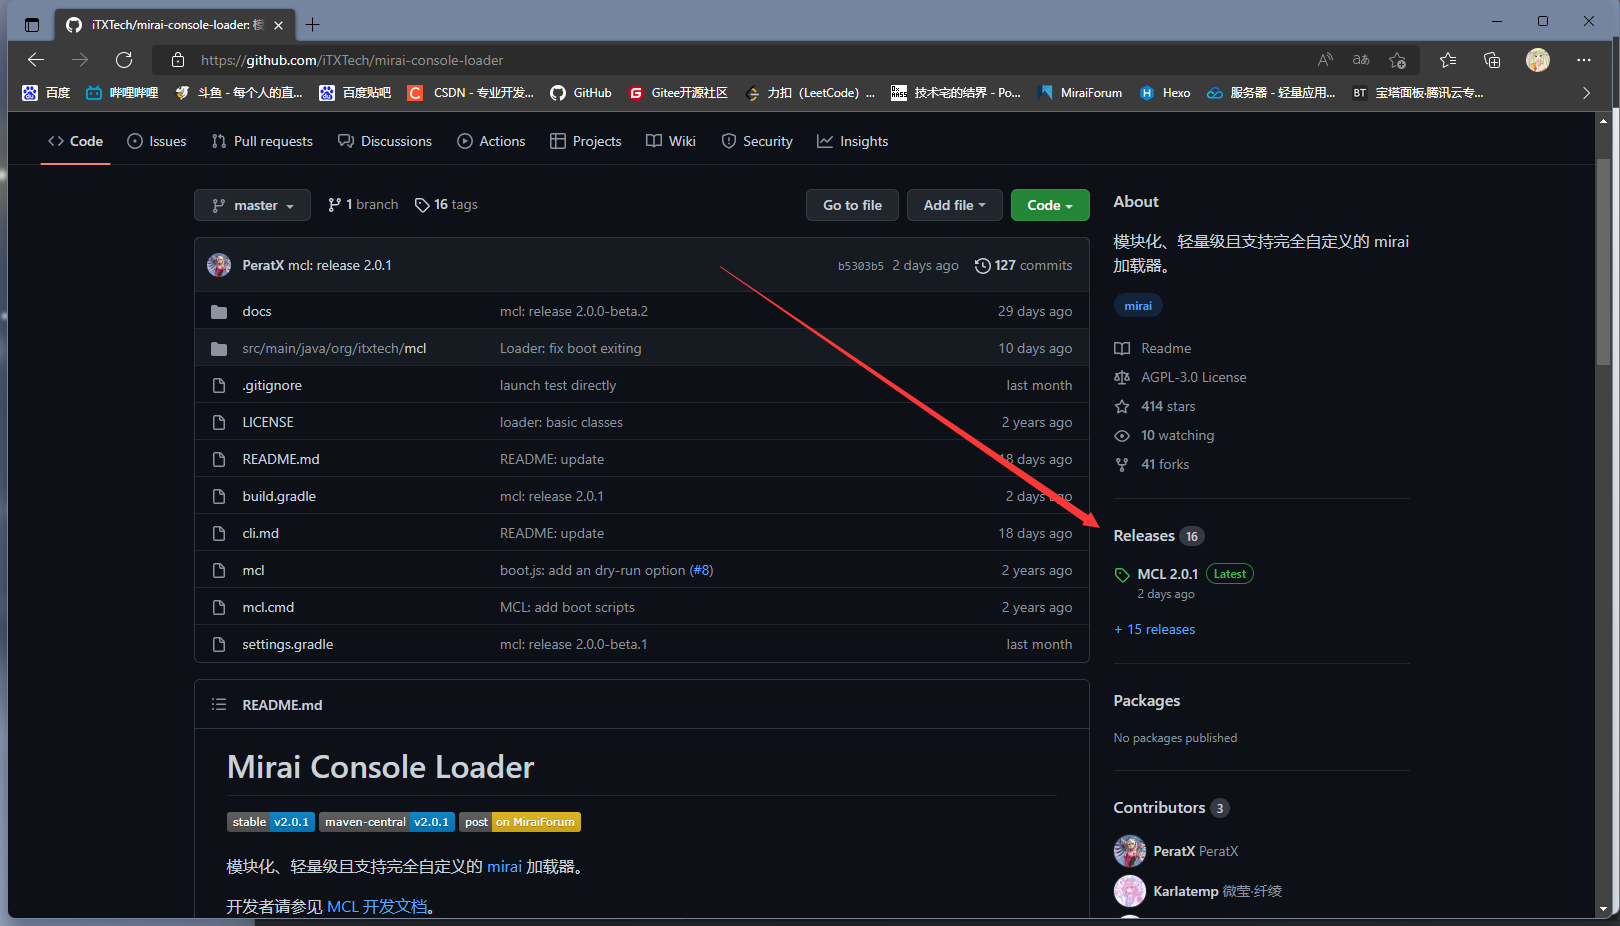 iTXTech/mirai-console-loader: 模
https://github.com/iTXTech/mirai-console-loader
百度 哔哩哔哩 斗鱼 - 每个人的直... 百度贴吧 CSDN - 专业开发... GitHub Gitee开源社区 力扣 (LeetCode) ... 技术宅的结界 - Po... MiraiForum Hexo 服务器 - 轻量应用... BT 宝塔面板·腾讯云专...
Code Issues Pull requests Discussions Actions Projects Wiki Security Insights
master 1 branch 16 tags Go to file Add file Code
PeratX mcl: release 2.0.1 b5303b5 2 days ago 127 commits
docs mcl: release 2.0.0-beta.2 29 days ago
src/main/java/org/itxtech/mcl Loader: fix boot exiting 10 days ago
.gitignore launch test directly last month
LICENSE loader: basic classes 2 years ago
README.md README: update 18 days ago
build.gradle mcl: release 2.0.1 2 days ago
cli.md README: update 18 days ago
mcl boot.js: add an dry-run option (#8) 2 years ago
mcl.cmd MCL: add boot scripts 2 years ago
settings.gradle mcl: release 2.0.0-beta.1 last month
README.md
Mirai Console Loader
stable v2.0.1 maven-central v2.0.1 post on MiraiForum
模块化、轻量级且支持完全自定义的 mirai 加载器。
开发者请参见 MCL 开发文档。
About
模块化、轻量级且支持完全自定义的 mirai
加载器。
mirai
Readme
AGPL-3.0 License
414 stars
10 watching
41 forks
Releases 16
MCL 2.0.1 Latest
2 days ago
+ 15 releases
Packages
No packages published
Contributors 3
PeratX PeratX
Karlatemp 微莹·纤绫